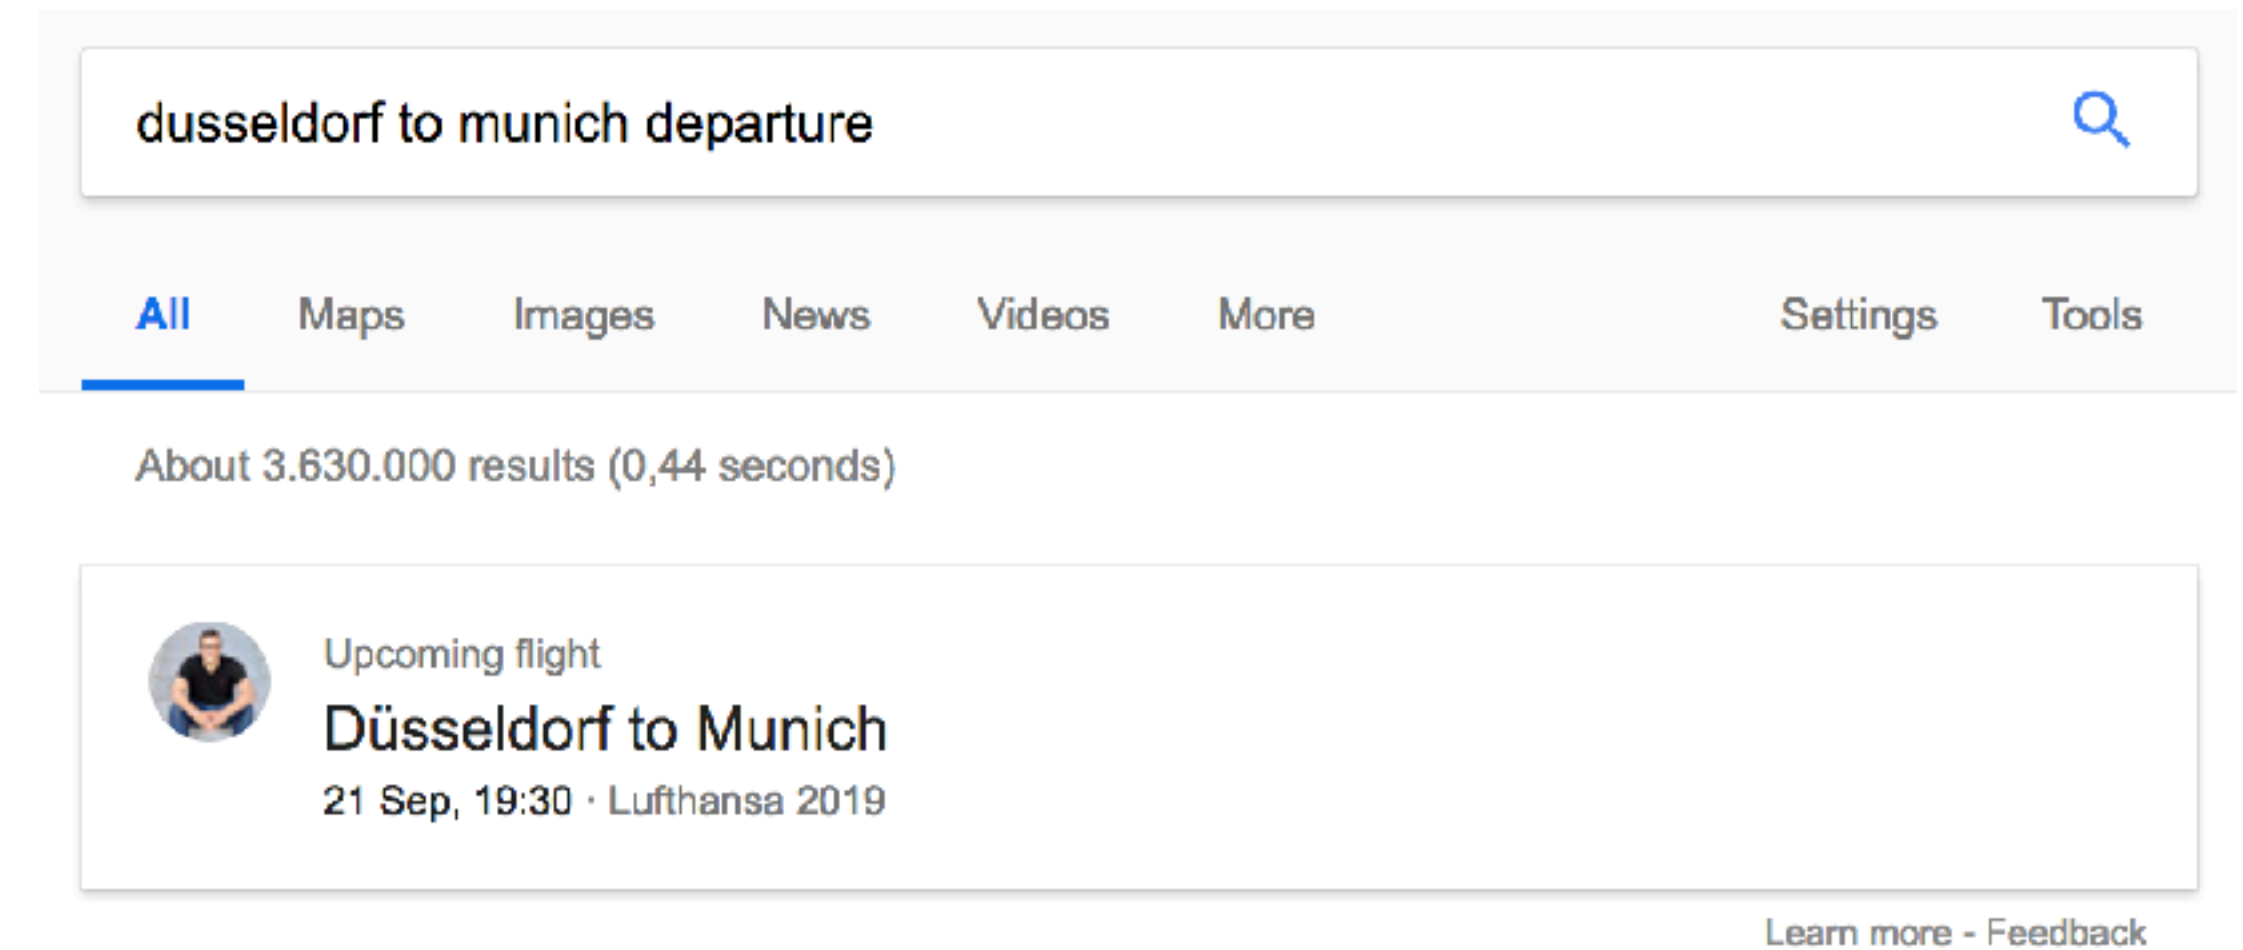 dusseldorf to munich departure
All Maps Images News Videos More Settings Tools
About 3.630.000 results (0,44 seconds)
Upcoming flight
Düsseldorf to Munich
21 Sep, 19:30 · Lufthansa 2019
Learn more - Feedback